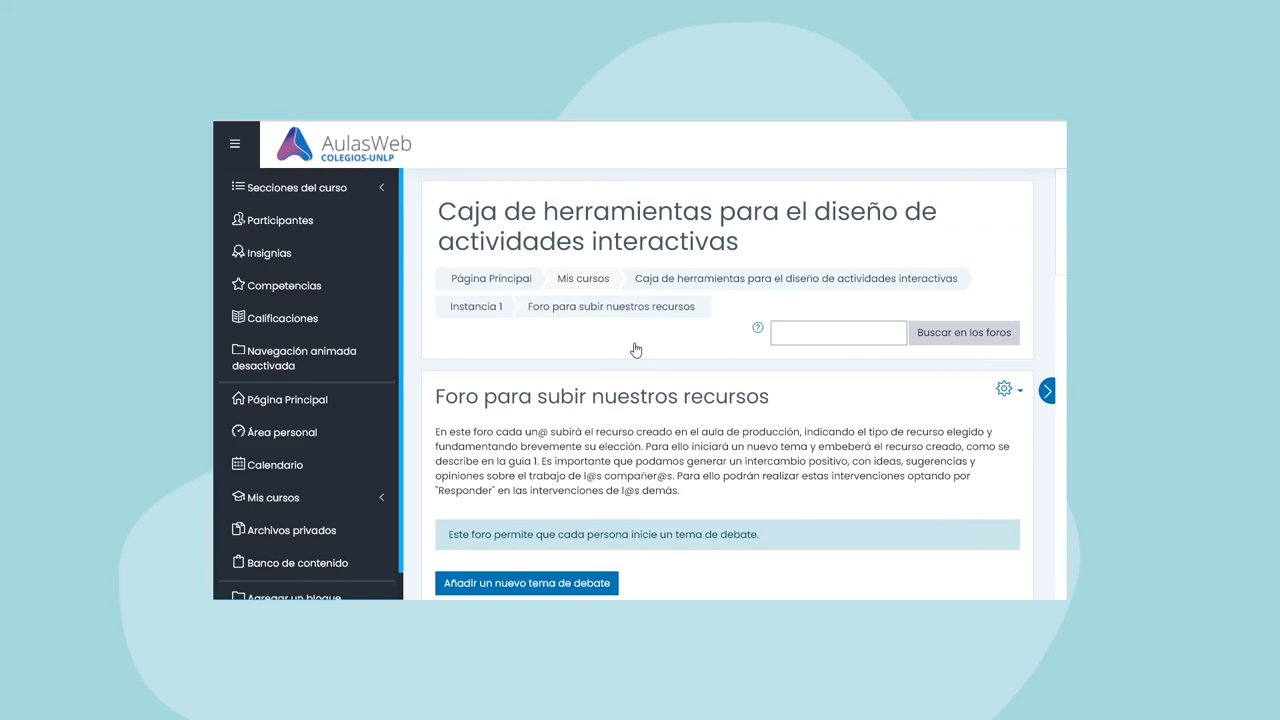 AulasWeb
COLEGIOS-UNLP
Secciones del curso
Participantes
Insignias
Competencias
Calificaciones
Navegación animada
desactivada
Página Principal
Área personal
Calendario
Mis cursos
Archivos privados
Banco de contenido
Agregar un bloque
Caja de herramientas para el diseño de
actividades interactivas
Página Principal Mis cursos Caja de herramientas para el diseño de actividades interactivas
Instancia 1 Foro para subir nuestros recursos
Buscar en los foros
Foro para subir nuestros recursos
En este foro cada un@ subirá el recurso creado en el aula de producción, indicando el tipo de recurso elegido y
fundamentando brevemente su elección. Para ello iniciará un nuevo tema y embeberá el recurso creado, como se
describe en la guía 1. Es importante que podamos generar un intercambio positivo, con ideas, sugerencias y
opiniones sobre el trabajo de l@s compañer@s. Para ello podrán realizar estas intervenciones optando por
"Responder" en las intervenciones de l@s demás.
Este foro permite que cada persona inicie un tema de debate.
Añadir un nuevo tema de debate